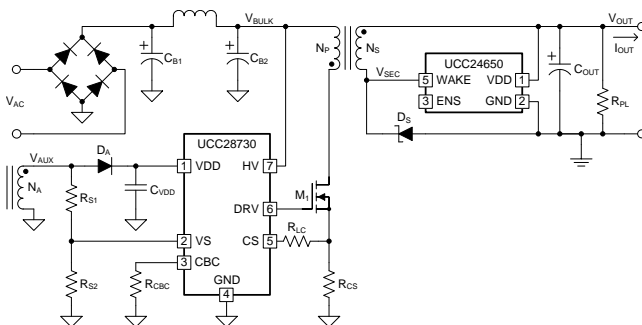 VBULK
NP
NS
VOUT
IOUT
CB1
CB2
UCC24650
VSEC
5 WAKE VDD 1
3 ENS GND 2
COUT
RPL
VAC
DS
UCC28730
VAUX
DA
1 VDD HV 7
NA
CVDD
RS1
M1
DRV 6
RLC
2 VS CS 5
3 CBC
GND
RS2
RCBC
4
RCS